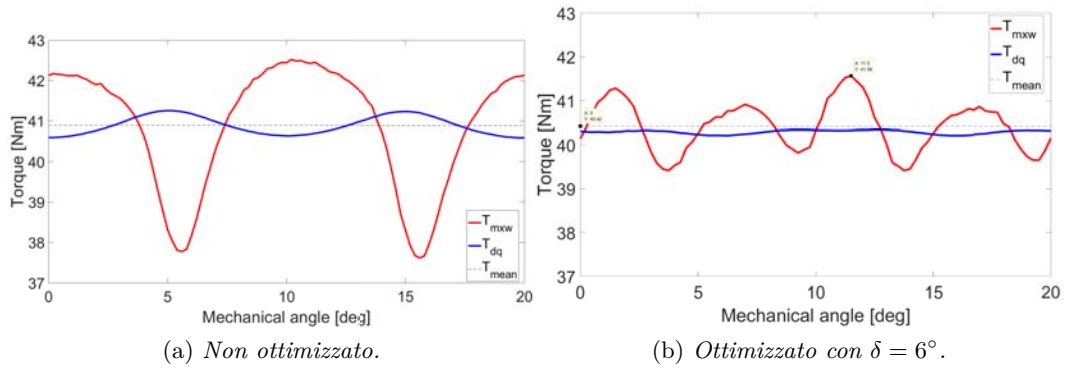 43
42
41
40
39
38
37
Torque [Nm]
0
5
10
15
20
Mechanical angle [deg]
T_mxw
T_dq
T_mean
(a) Non ottimizzato.
43
42
41
40
39
38
37
Torque [Nm]
0
5
10
15
20
Mechanical angle [deg]
T_mxw
T_dq
T_mean
(b) Ottimizzato con δ = 6°.